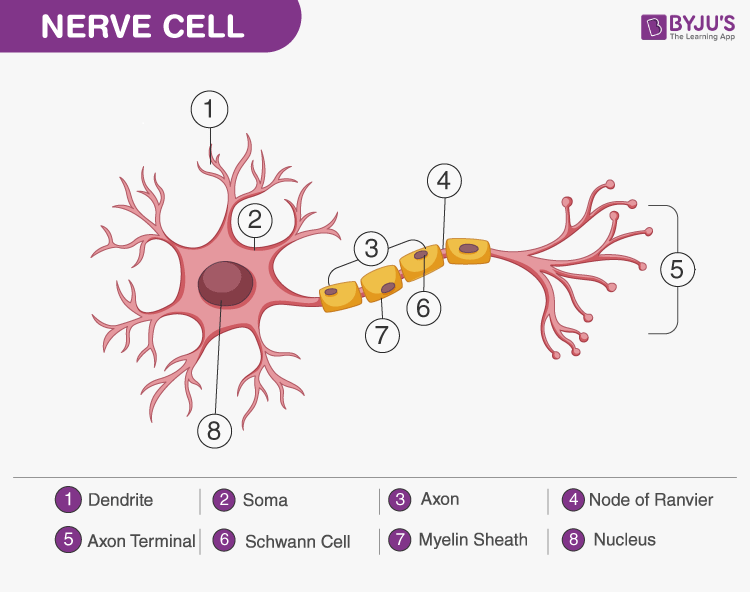 NERVE CELL
BYJU'S
The Learning App
1
2
3
4
5
6
7
8
1 Dendrite
2 Soma
3 Axon
4 Node of Ranvier
5 Axon Terminal
6 Schwann Cell
7 Myelin Sheath
8 Nucleus